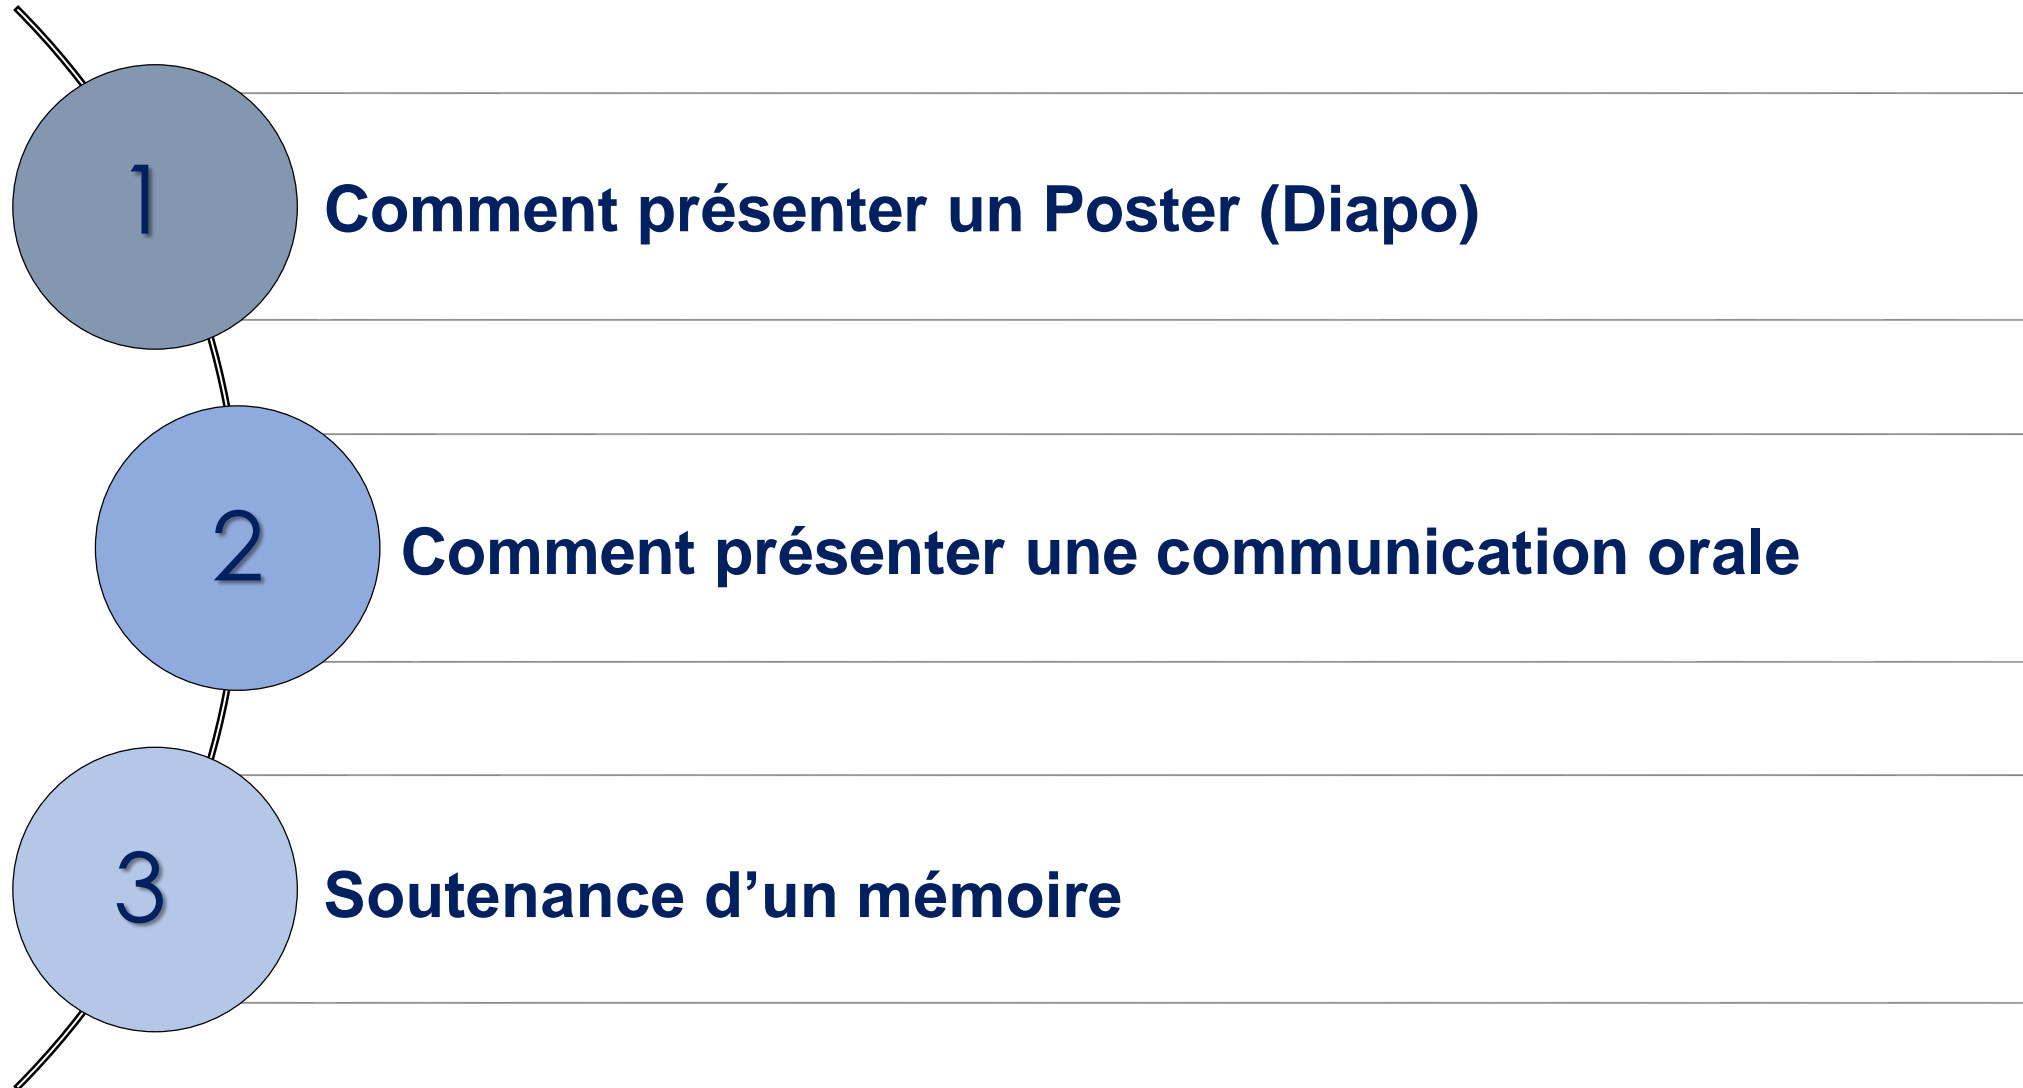 1
Comment présenter un Poster (Diapo)
2
Comment présenter une communication orale
3
Soutenance d’un mémoire